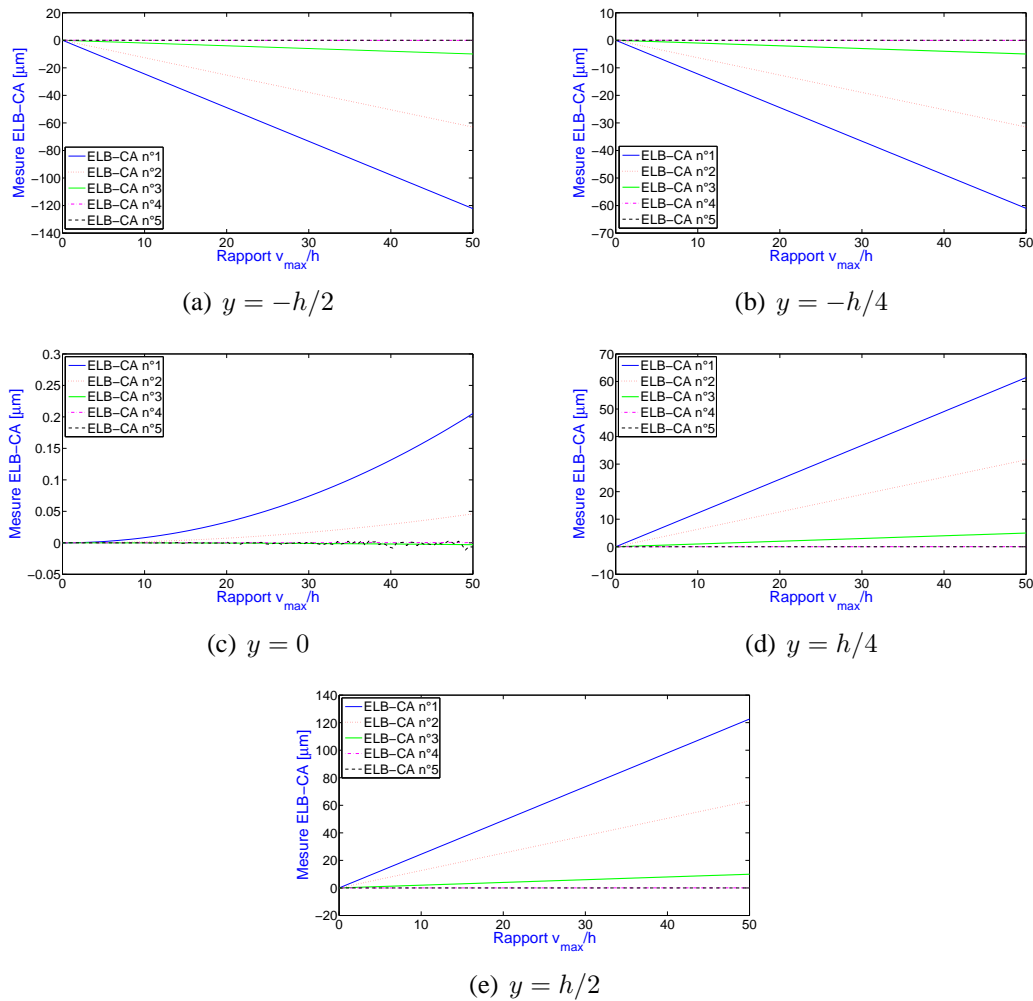 0
−20
−40
−60
−80
−100
−120
−140
Mesure ELB−CA [µm]
ELB−CA n°1
ELB−CA n°2
ELB−CA n°3
ELB−CA n°4
ELB−CA n°5
0 10 20 30 40 50
Rapport v_max/h
(a) y = −h/2
10
0
−10
−20
−30
−40
−50
−60
−70
Mesure ELB−CA [µm]
ELB−CA n°1
ELB−CA n°2
ELB−CA n°3
ELB−CA n°4
ELB−CA n°5
0 10 20 30 40 50
Rapport v_max/h
(b) y = −h/4
0.3
0.25
0.2
0.15
0.1
0.05
0
−0.05
Mesure ELB−CA [µm]
ELB−CA n°1
ELB−CA n°2
ELB−CA n°3
ELB−CA n°4
ELB−CA n°5
0 10 20 30 40 50
Rapport v_max/h
(c) y = 0
70
60
50
40
30
20
10
0
−10
Mesure ELB−CA [µm]
ELB−CA n°1
ELB−CA n°2
ELB−CA n°3
ELB−CA n°4
ELB−CA n°5
0 10 20 30 40 50
Rapport v_max/h
(d) y = h/4
140
120
100
80
60
40
20
0
−20
Mesure ELB−CA [µm]
ELB−CA n°1
ELB−CA n°2
ELB−CA n°3
ELB−CA n°4
ELB−CA n°5
0 10 20 30 40 50
Rapport v_max/h
(e) y = h/2